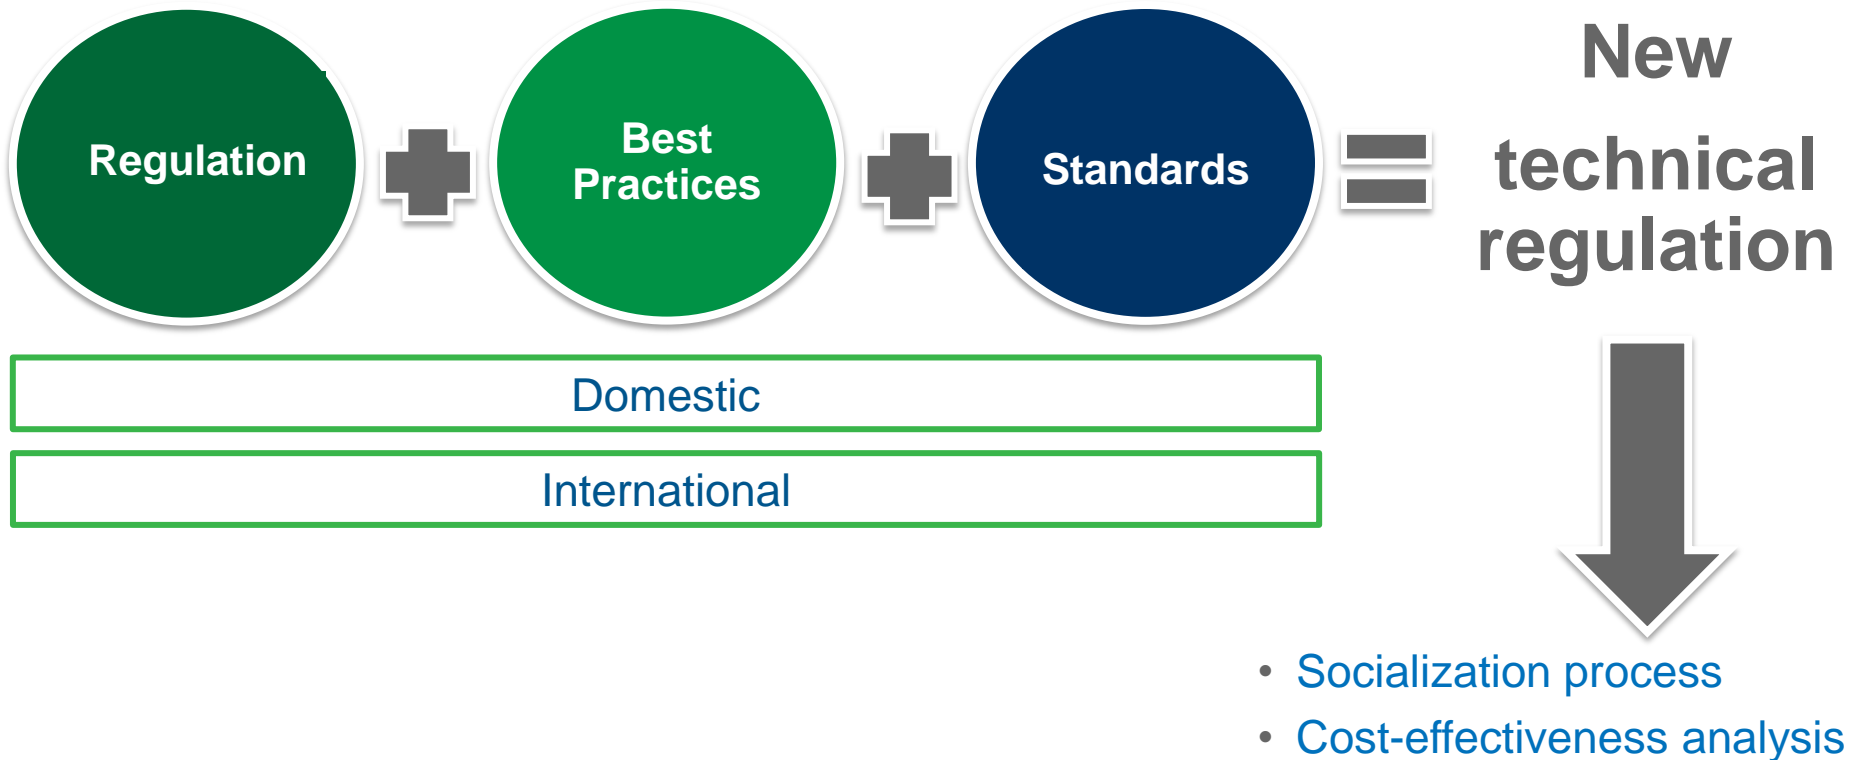 Regulation
Best
Practices
Standards
New
technical
regulation
Domestic
International
• Socialization process
• Cost-effectiveness analysis